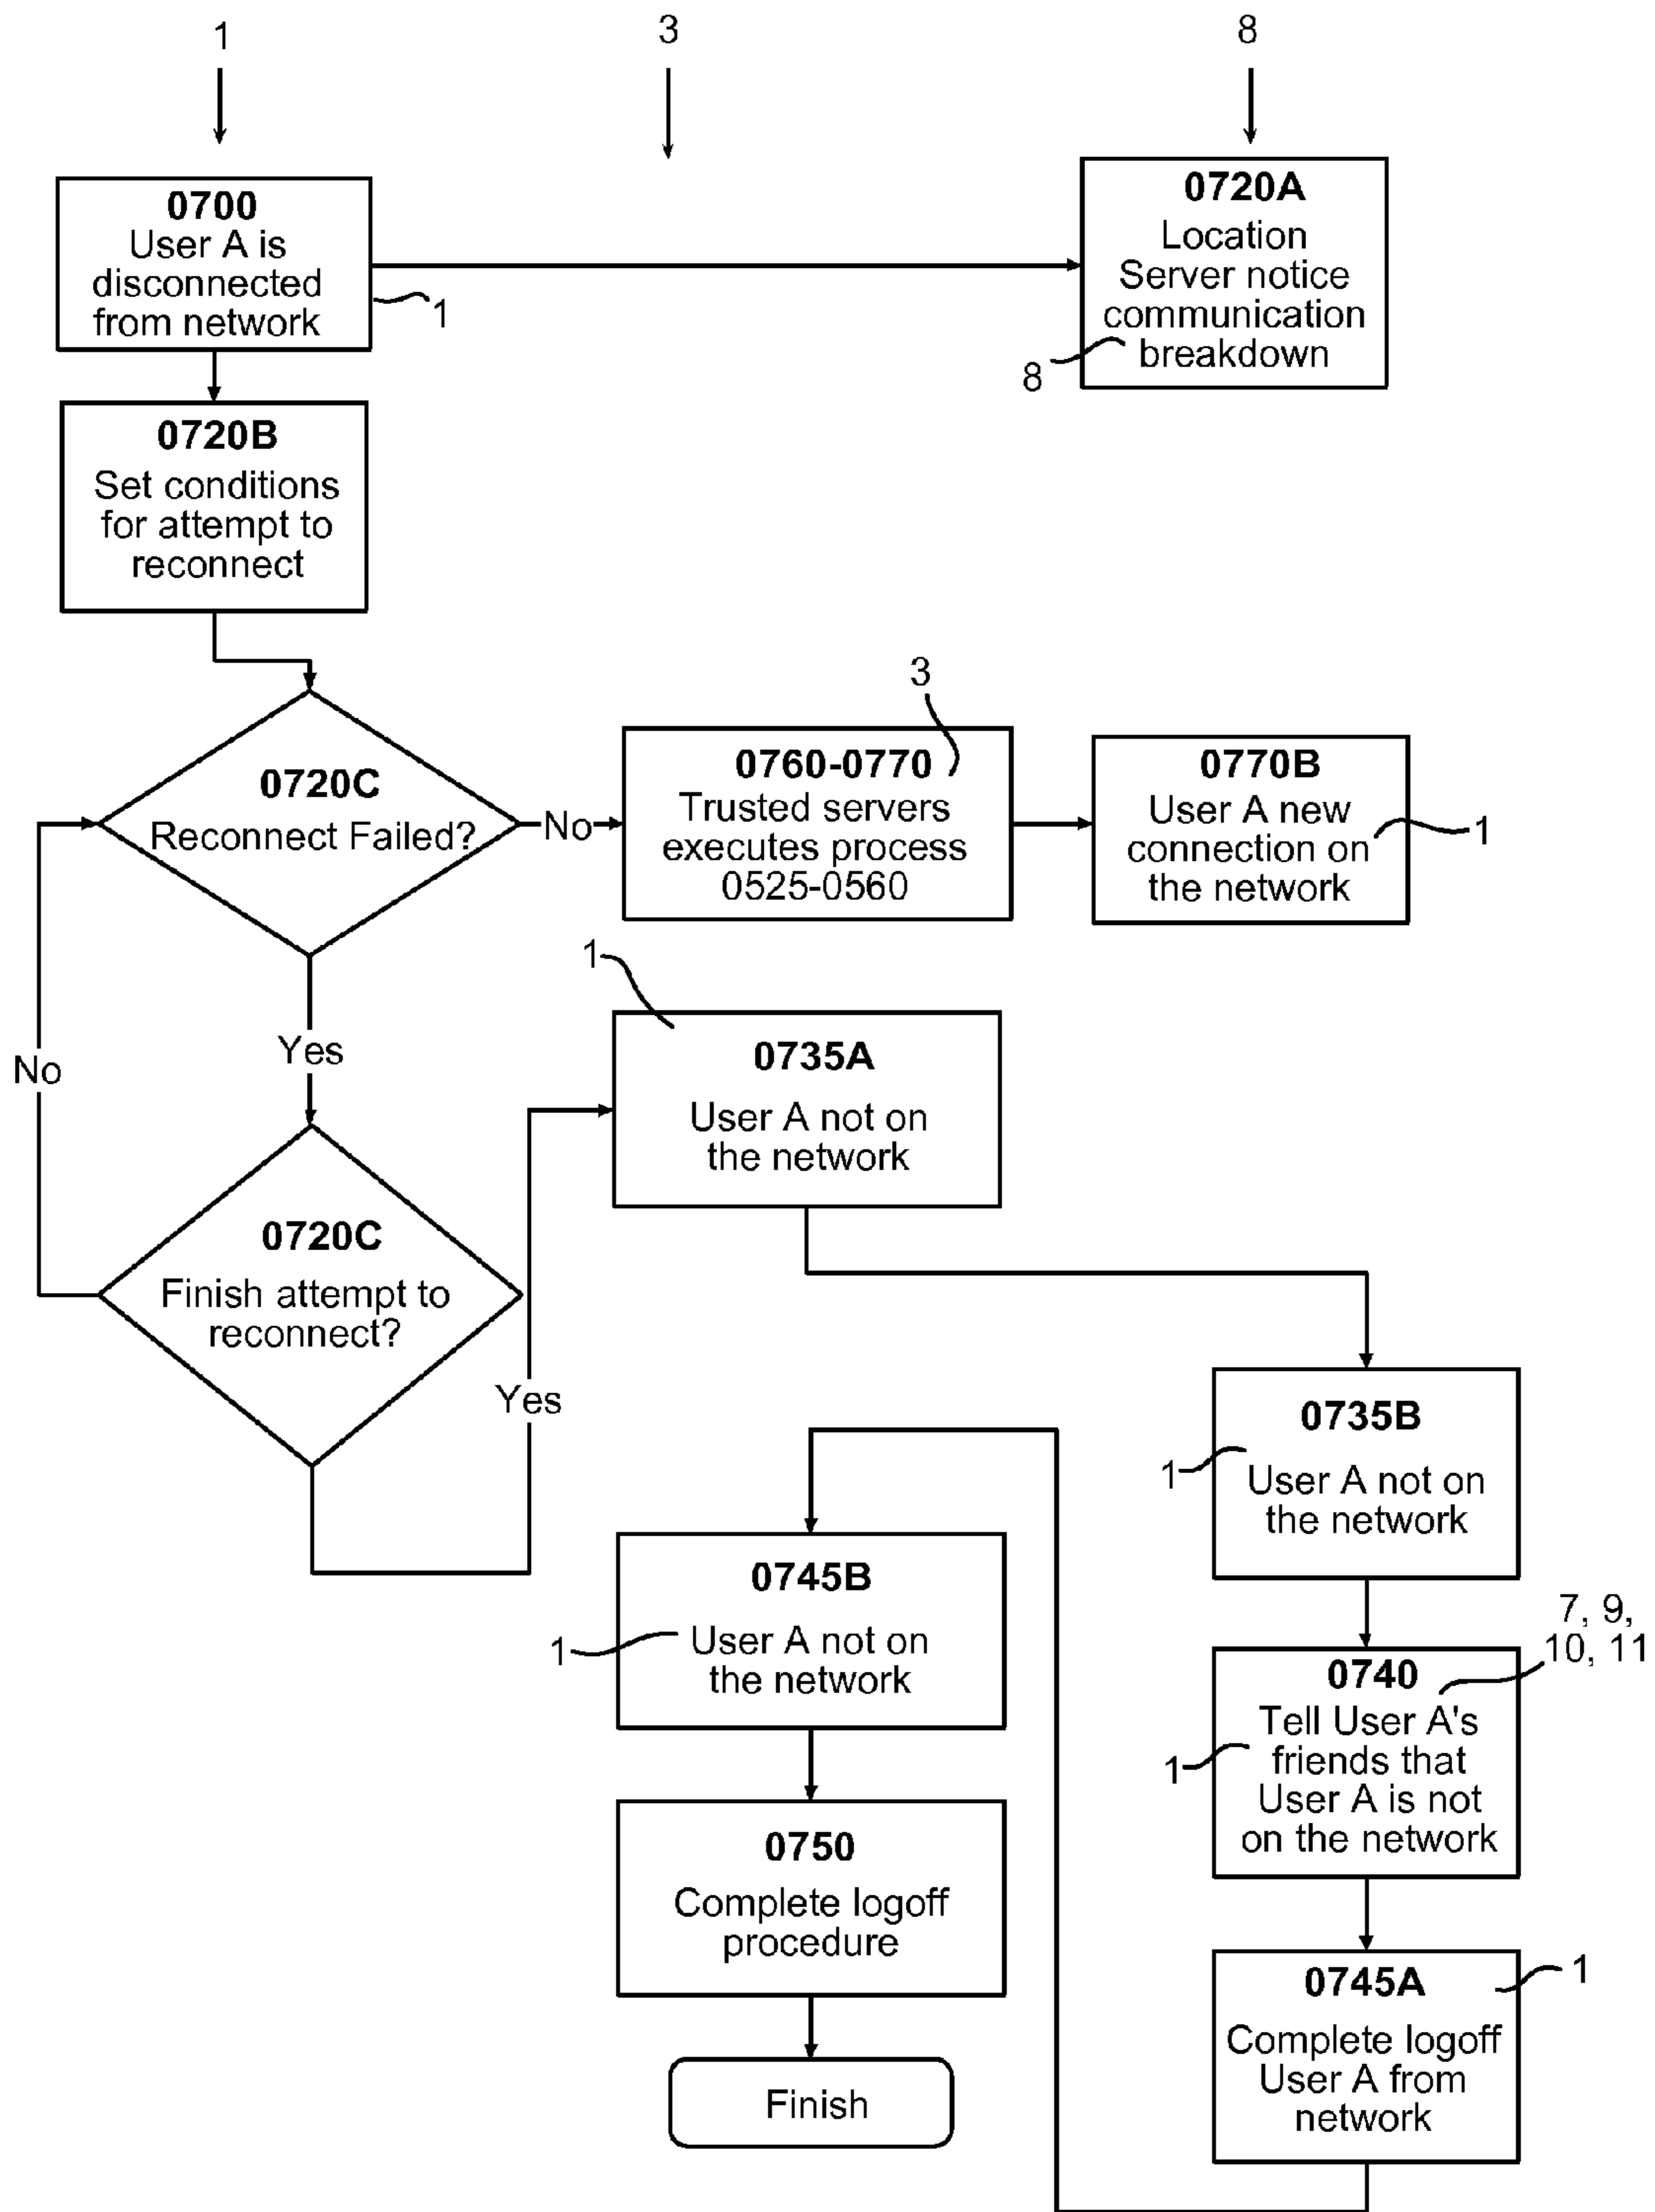 1
3
8
0700
User A is
disconnected
from network
1
0720A
Location
Server notice
communication
breakdown
8
0720B
Set conditions
for attempt to
reconnect
0720C
Reconnect Failed?
No
3
0760-0770
Trusted servers
executes process
0525-0560
0770B
User A new
connection on
the network
1
Yes
No
1
0735A
User A not on
the network
0720C
Finish attempt to
reconnect?
Yes
0735B
User A not on
the network
1
0745B
User A not on
the network
1
7, 9,
10, 11
0740
Tell User A's
friends that
User A is not
on the network
1
0750
Complete logoff
procedure
0745A
Complete logoff
User A from
network
1
Finish